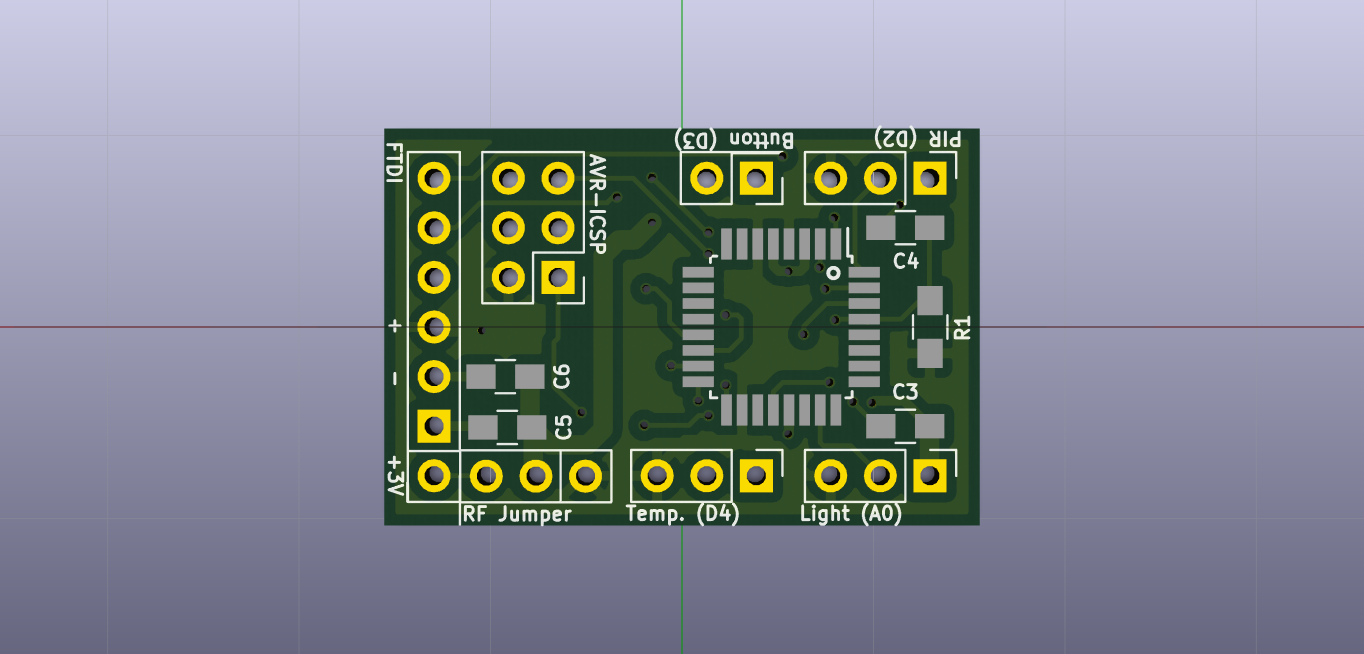 Button (D3)
PIR (D2)
FTDI
AVR-ICSP
C4
+
R1
-
C6
C3
C5
+3V
RF Jumper
Temp. (D4)
Light (A0)